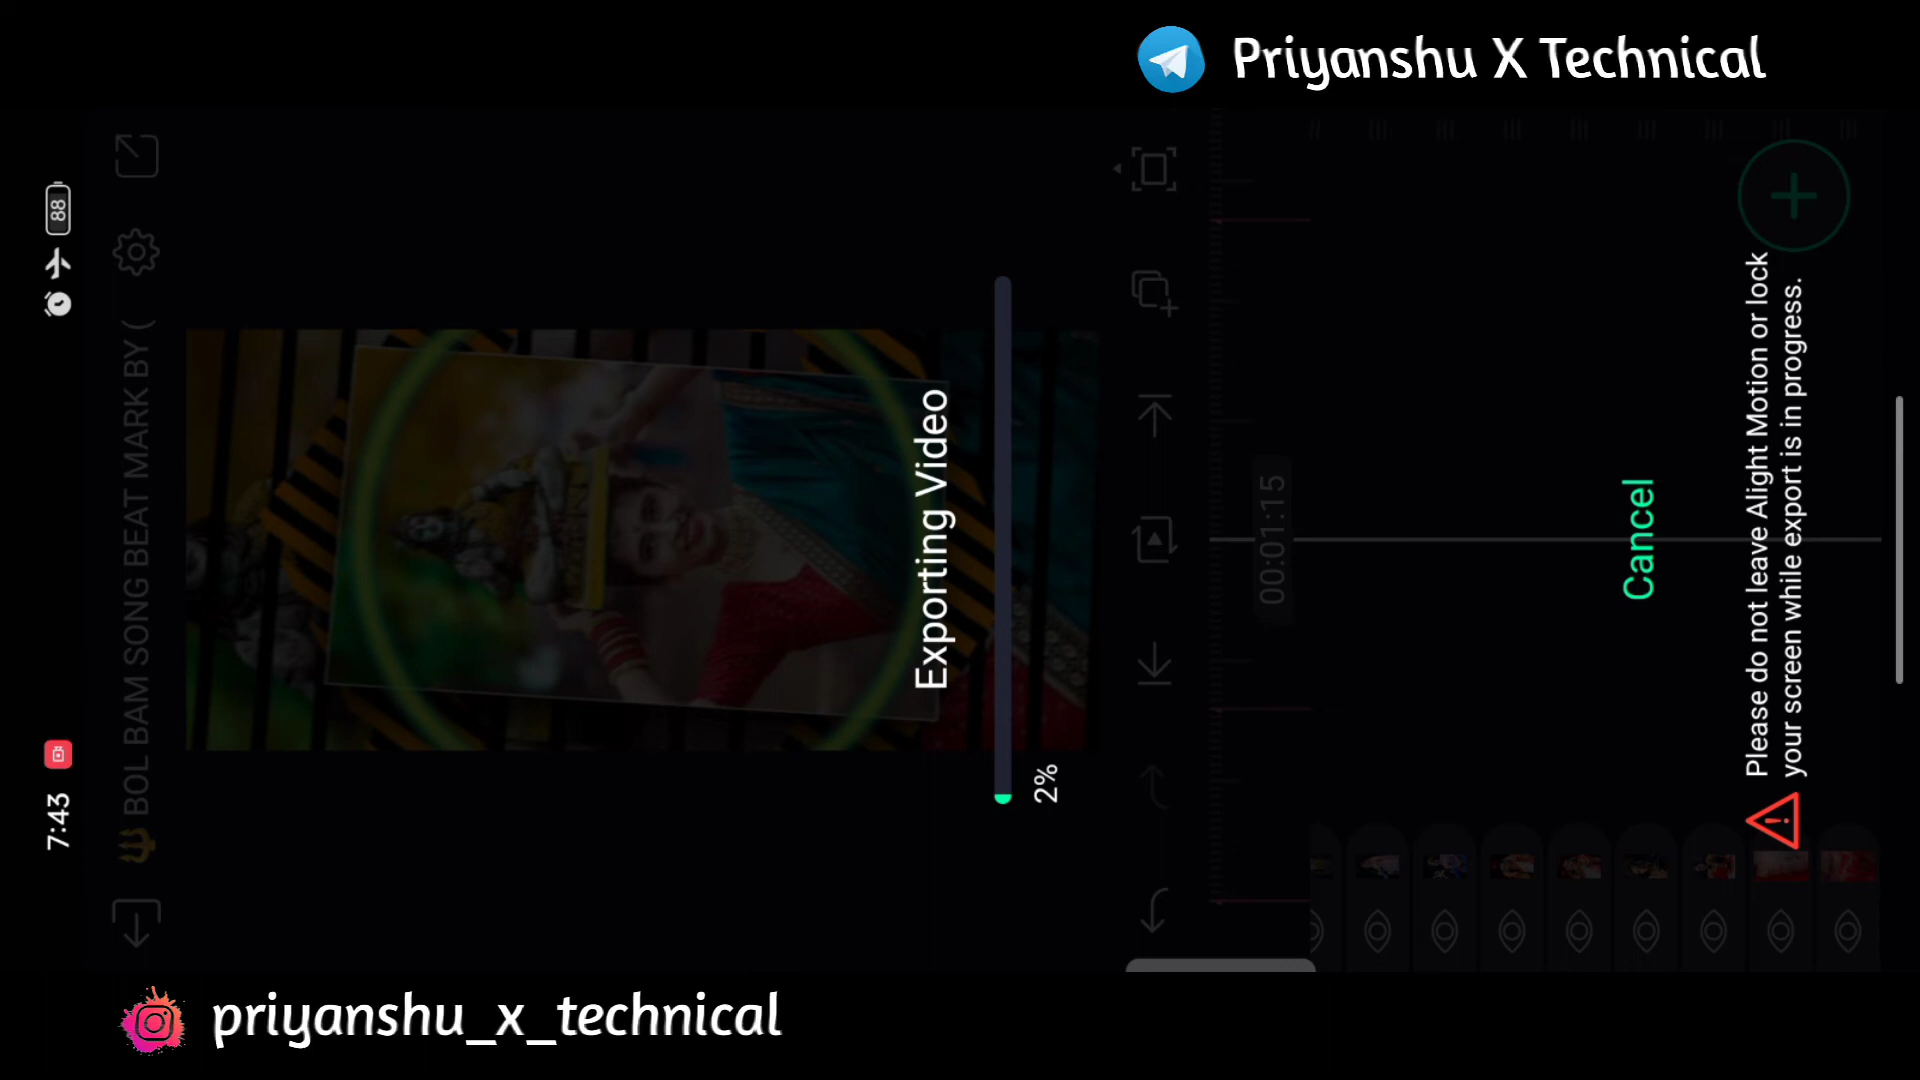 Priyanshu X Technical
7:43
88
🔱 BOL BAM SONG BEAT MARK BY (
Exporting Video
2%
00:01:15
Cancel
Please do not leave Alight Motion or lock
your screen while export is in progress.
priyanshu_x_technical